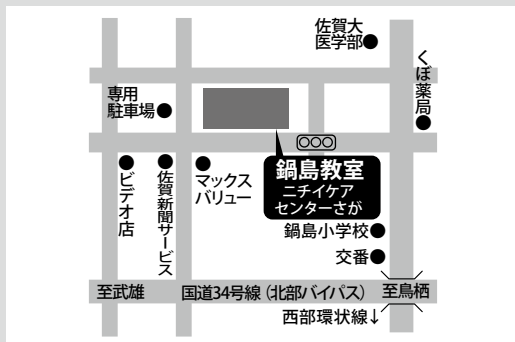 佐賀大
医学部
くぼ薬局
専用
駐車場
鍋島教室
ニチイケア
センターさが
マックス
バリュー
佐賀新聞サービス
ビデオ店
鍋島小学校
交番
至武雄
国道34号線（北部バイパス）
至鳥栖
西部環状線↓